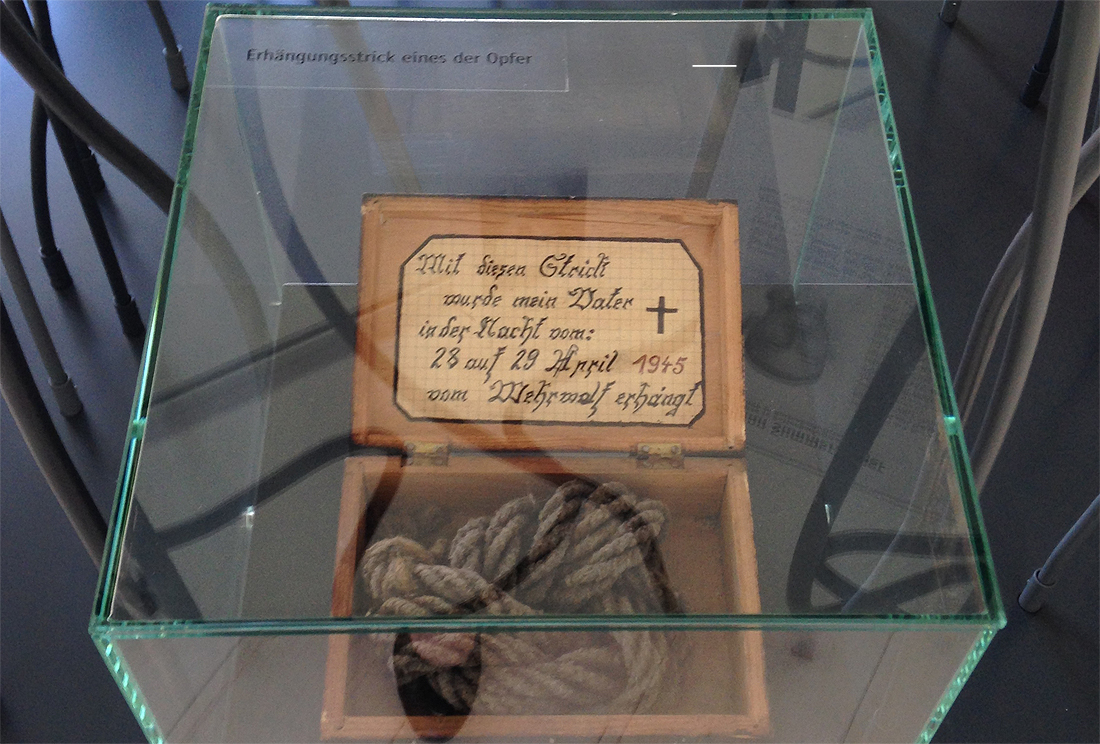 Erhängungsstrick eines der Opfer
Mit diesen Strick
wurde mein Vater
in der Nacht vom:
28 auf 29 April 1945
vom Wehrwolf erhängt